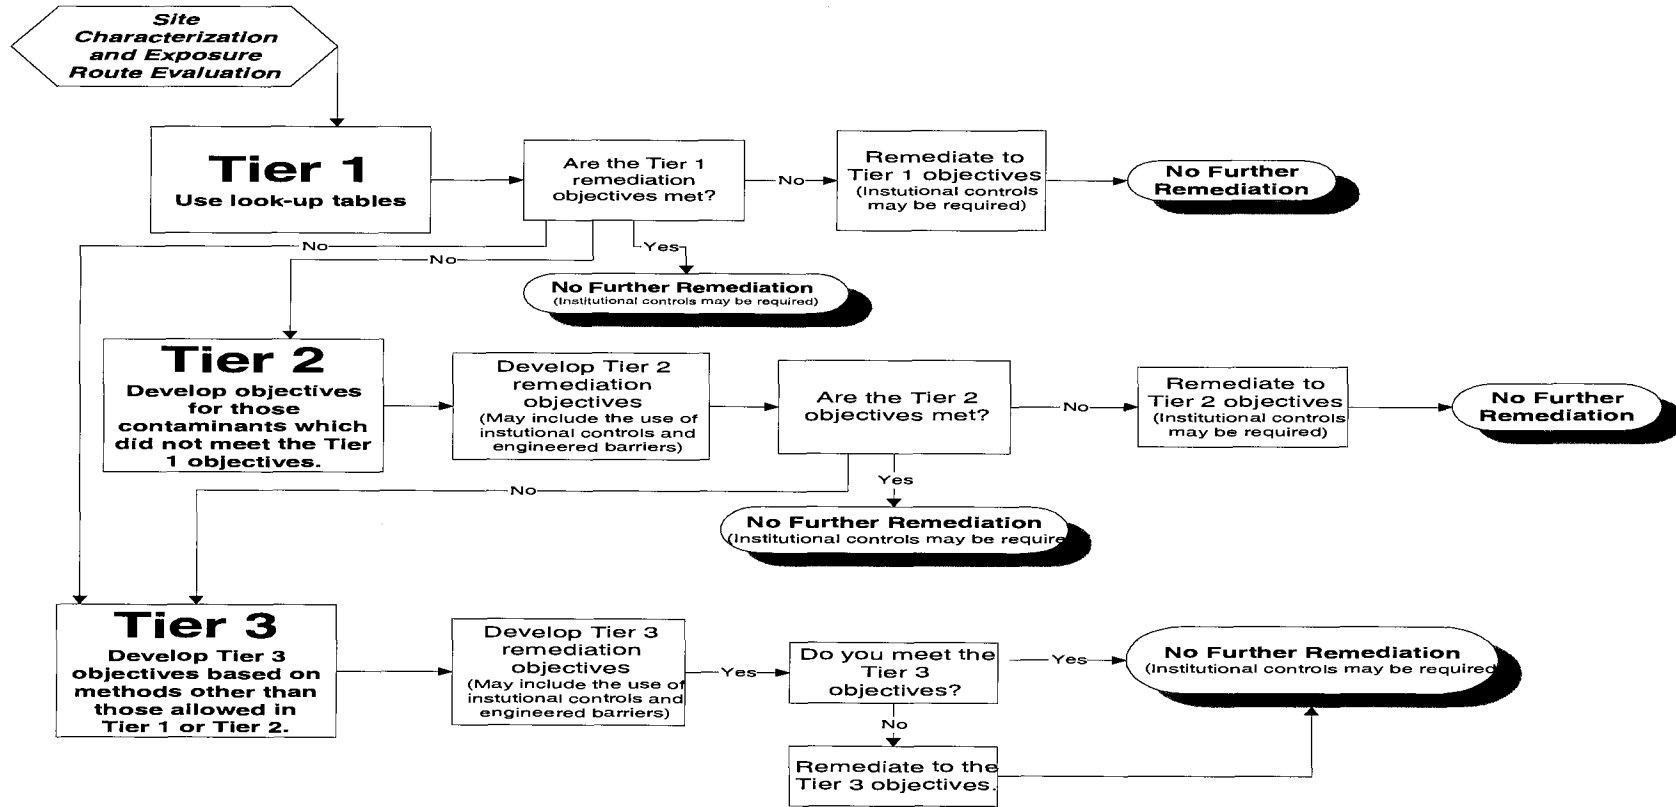 Site
Characterization
and Exposure
Route Evaluation
Tier 1
Use look-up tables
Are the Tier 1
remediation
objectives met?
No
Remediate to
Tier 1 objectives
(Instutional controls
may be required)
No Further
Remediation
No
No
Yes
No Further Remediation
(Institutional controls may be required)
Tier 2
Develop objectives
for those
contaminants which
did not meet the Tier
1 objectives.
Develop Tier 2
remediation
objectives
(May include the use of
instutional controls and
engineered barriers)
Are the Tier 2
objectives met?
No
Remediate to
Tier 2 objectives
(Institutional controls
may be required)
No Further
Remediation
No
Yes
No Further Remediation
(Institutional controls may be require
Tier 3
Develop Tier 3
objectives based on
methods other than
those allowed in
Tier 1 or Tier 2.
Develop Tier 3
remediation
objectives
(May include the use of
instutional controls and
engineered barriers)
Yes
Do you meet the
Tier 3
objectives?
Yes
No Further Remediation
(Institutional controls may be required
No
Remediate to the
Tier 3 objectives.